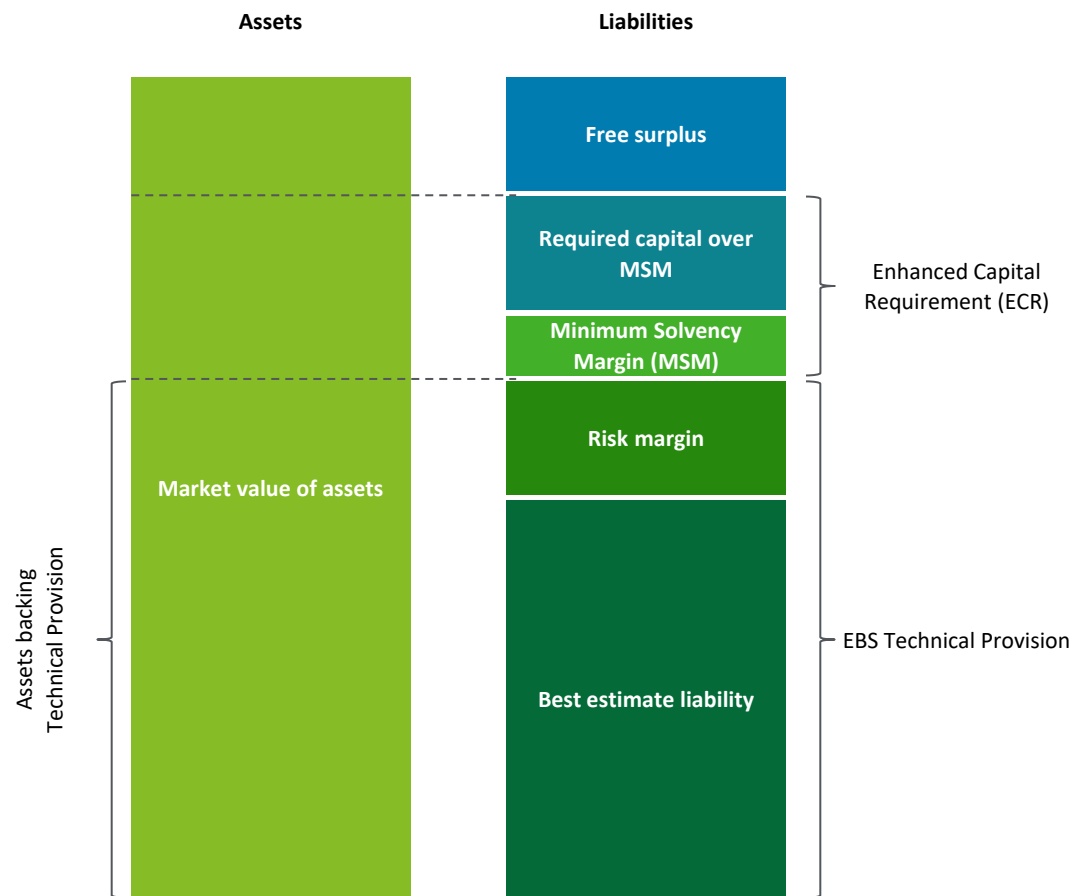 Assets
Liabilities
Free surplus
Required capital over
MSM
Enhanced Capital
Requirement (ECR)
Minimum Solvency
Margin (MSM)
Risk margin
Market value of assets
Assets backing
Technical Provision
EBS Technical Provision
Best estimate liability